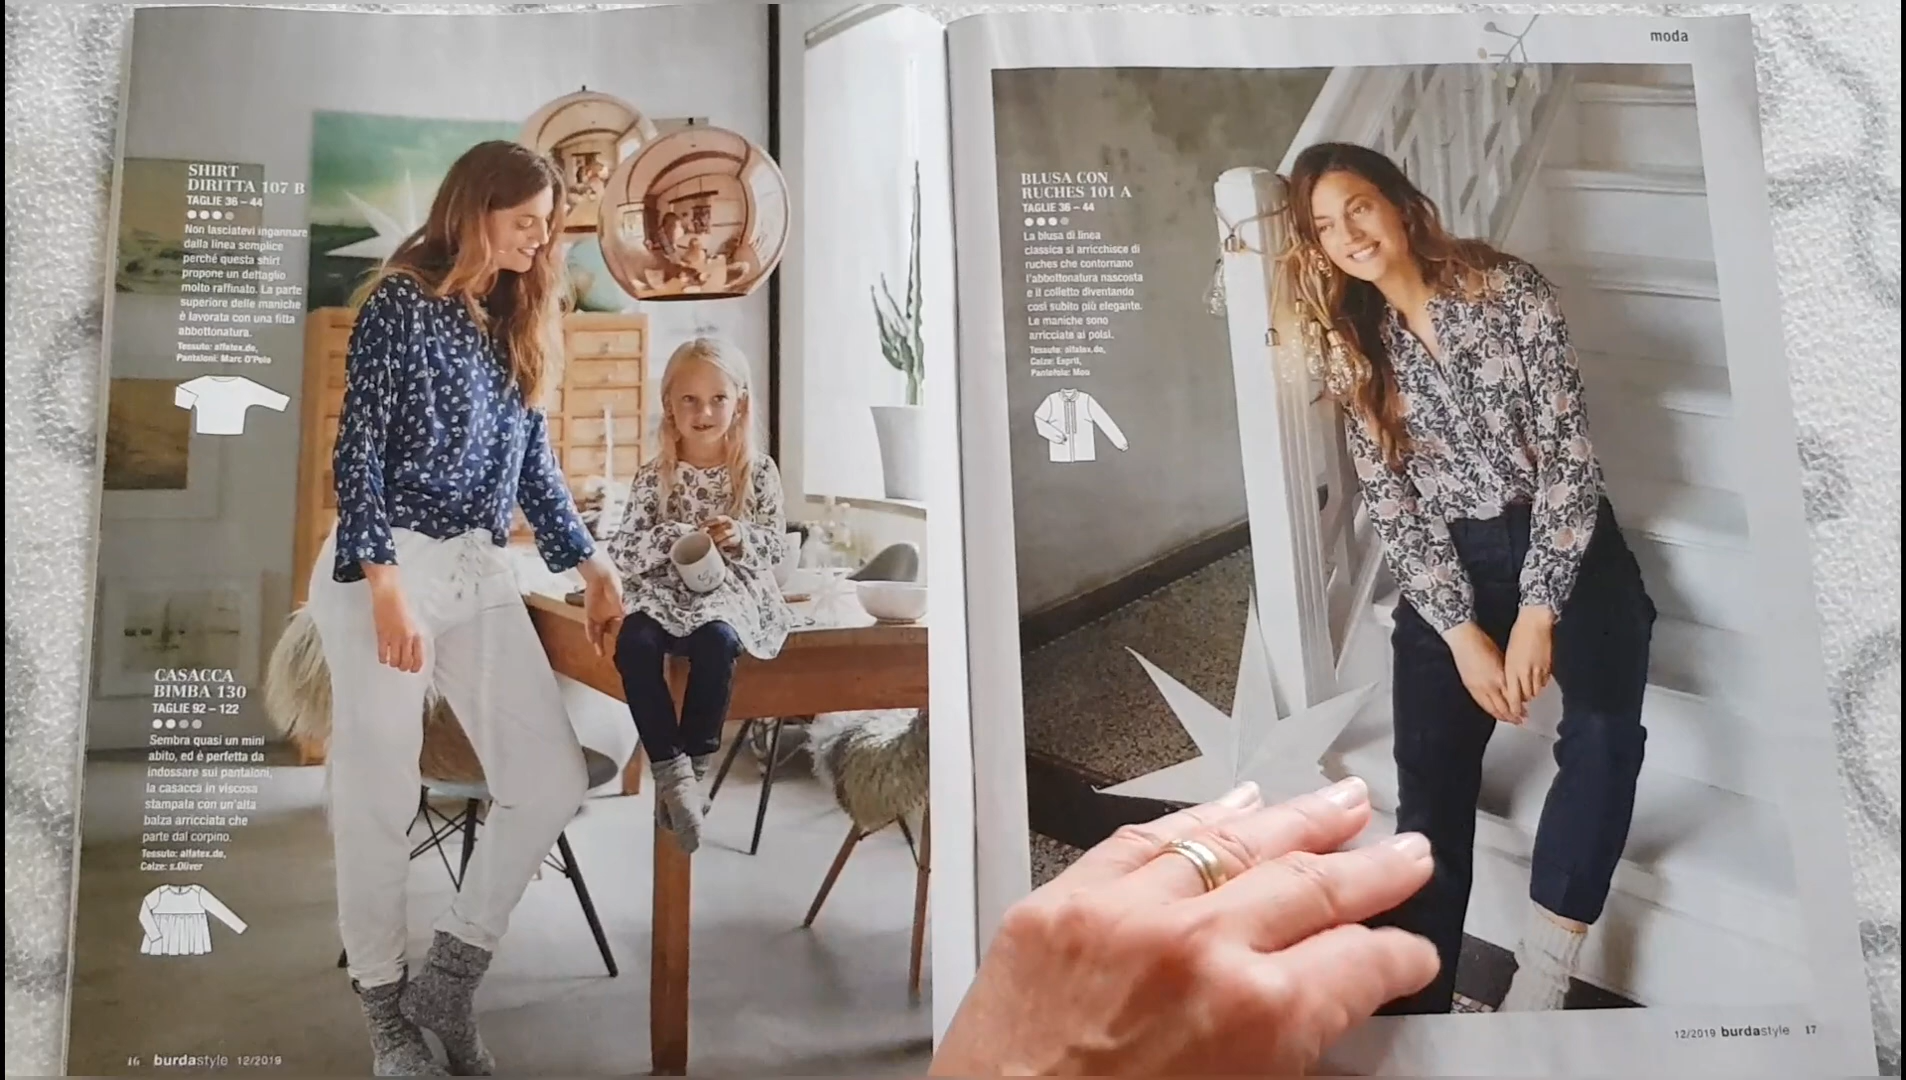 SHIRT
DIRITTA 107 B
TAGLIE 36 – 44
Non lasciatevi ingannare
dalla linea semplice
perché questa shirt
propone un dettaglio
molto raffinato. La parte
superiore delle maniche
è lavorata con una fitta
abbottonatura.
Tessuto: alfatex.de,
Pantaloni: Marc O'Polo
CASACCA
BIMBA 130
TAGLIE 92 – 122
Sembra quasi un mini
abito, ed è perfetta da
indossare sui pantaloni,
la casacca in viscosa
stampata con un'alta
balza arricciata che
parte dal corpino.
Tessuto: alfatex.de,
Calze: s.Oliver
16 burdastyle 12/2019
moda
BLUSA CON
RUCHES 101 A
TAGLIE 36 – 44
La blusa di linea
classica si arricchisce di
ruches che contornano
l'abbottonatura nascosta
e il colletto diventando
così subito più elegante.
Le maniche sono
arricciate ai polsi.
Tessuto: alfatex.de,
Calze: Esprit,
Pantofole: Mou
12/2019 burdastyle 17